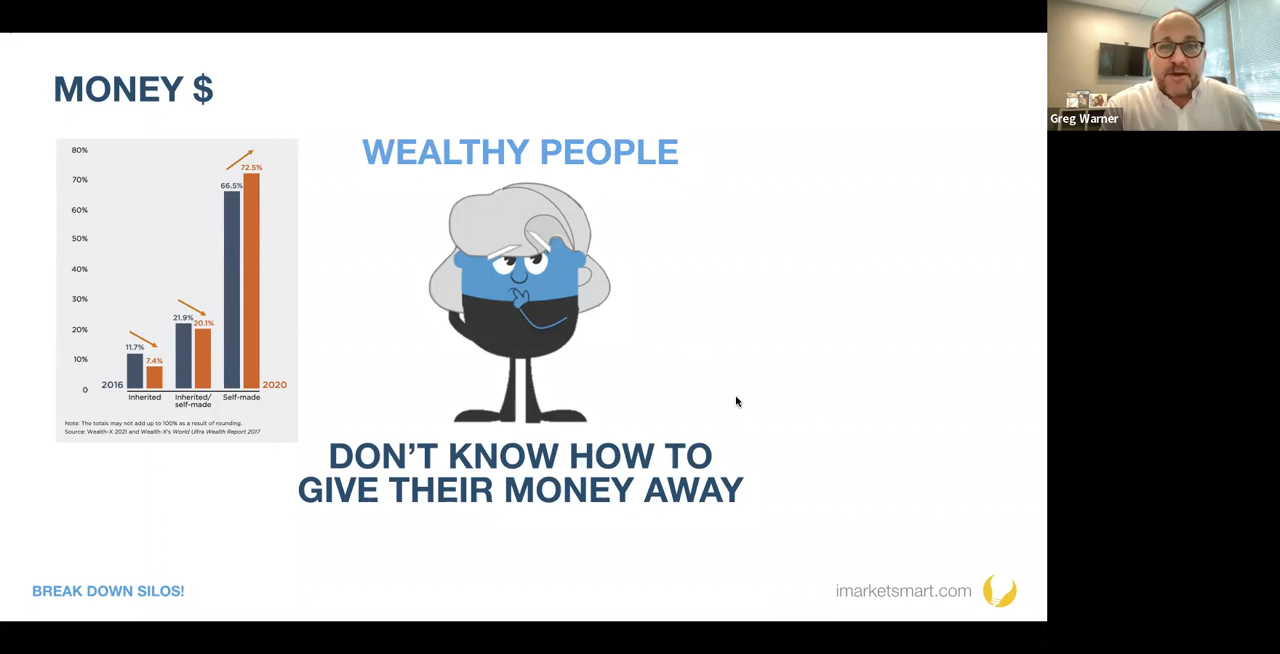 MONEY $
80%
70%
60%
50%
40%
30%
20%
10%
0
11.7%
7.4%
21.9%
20.1%
66.5%
72.5%
2016
2020
Inherited
Inherited/
self-made
Self-made
Note: The totals may not add up to 100% as a result of rounding.
Source: Wealth-X 2021 and Wealth-X's World Ultra Wealth Report 2017
WEALTHY PEOPLE
DON'T KNOW HOW TO
GIVE THEIR MONEY AWAY
BREAK DOWN SILOS!
imarketsmart.com
Greg Warner